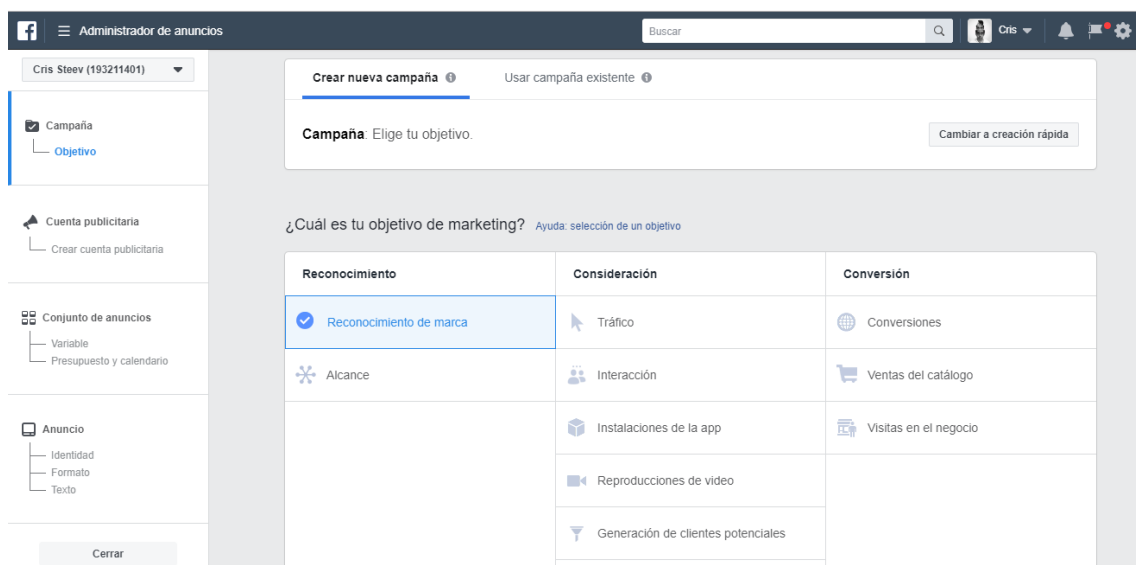 Administrador de anuncios
Buscar
Cris
Cris Steev (193211401)
Campaña
Objetivo
Cuenta publicitaria
Crear cuenta publicitaria
Conjunto de anuncios
Variable
Presupuesto y calendario
Anuncio
Identidad
Formato
Texto
Cerrar
Crear nueva campaña
Usar campaña existente
Campaña: Elige tu objetivo.
Cambiar a creación rápida
¿Cuál es tu objetivo de marketing? Ayuda: selección de un objetivo
Reconocimiento
Consideración
Conversión
Reconocimiento de marca
Tráfico
Conversiones
Alcance
Interacción
Ventas del catálogo
Instalaciones de la app
Visitas en el negocio
Reproducciones de video
Generación de clientes potenciales